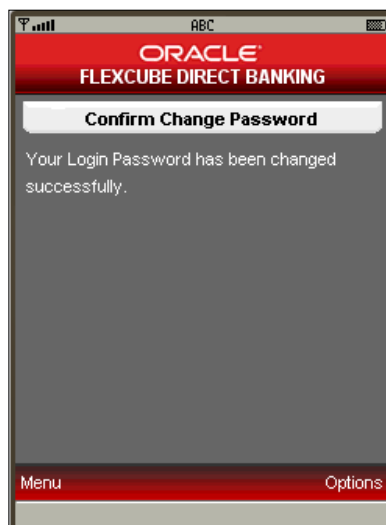 ABC
ORACLE
FLEXCUBE DIRECT BANKING
Confirm Change Password
Your Login Password has been changed
successfully.
Menu Options